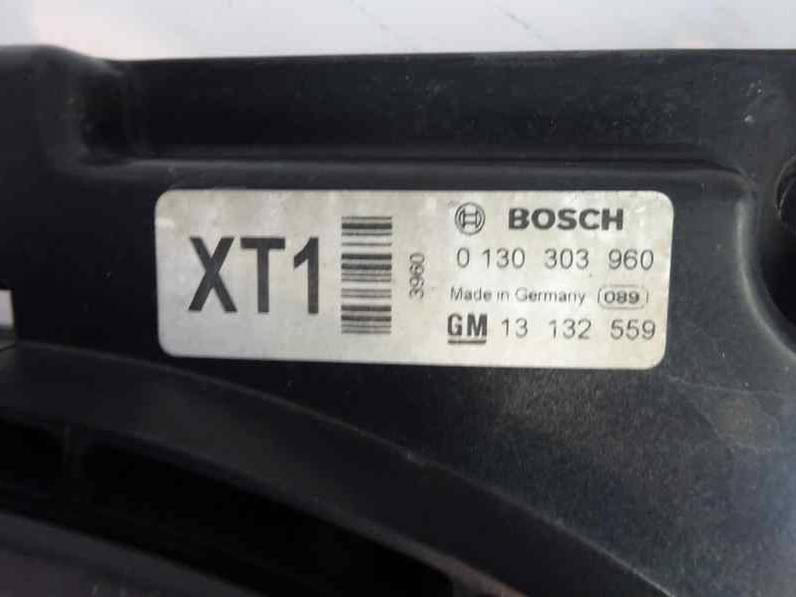 XT1
3960
BOSCH
0 130 303 960
Made in Germany 089
GM 13 132 559